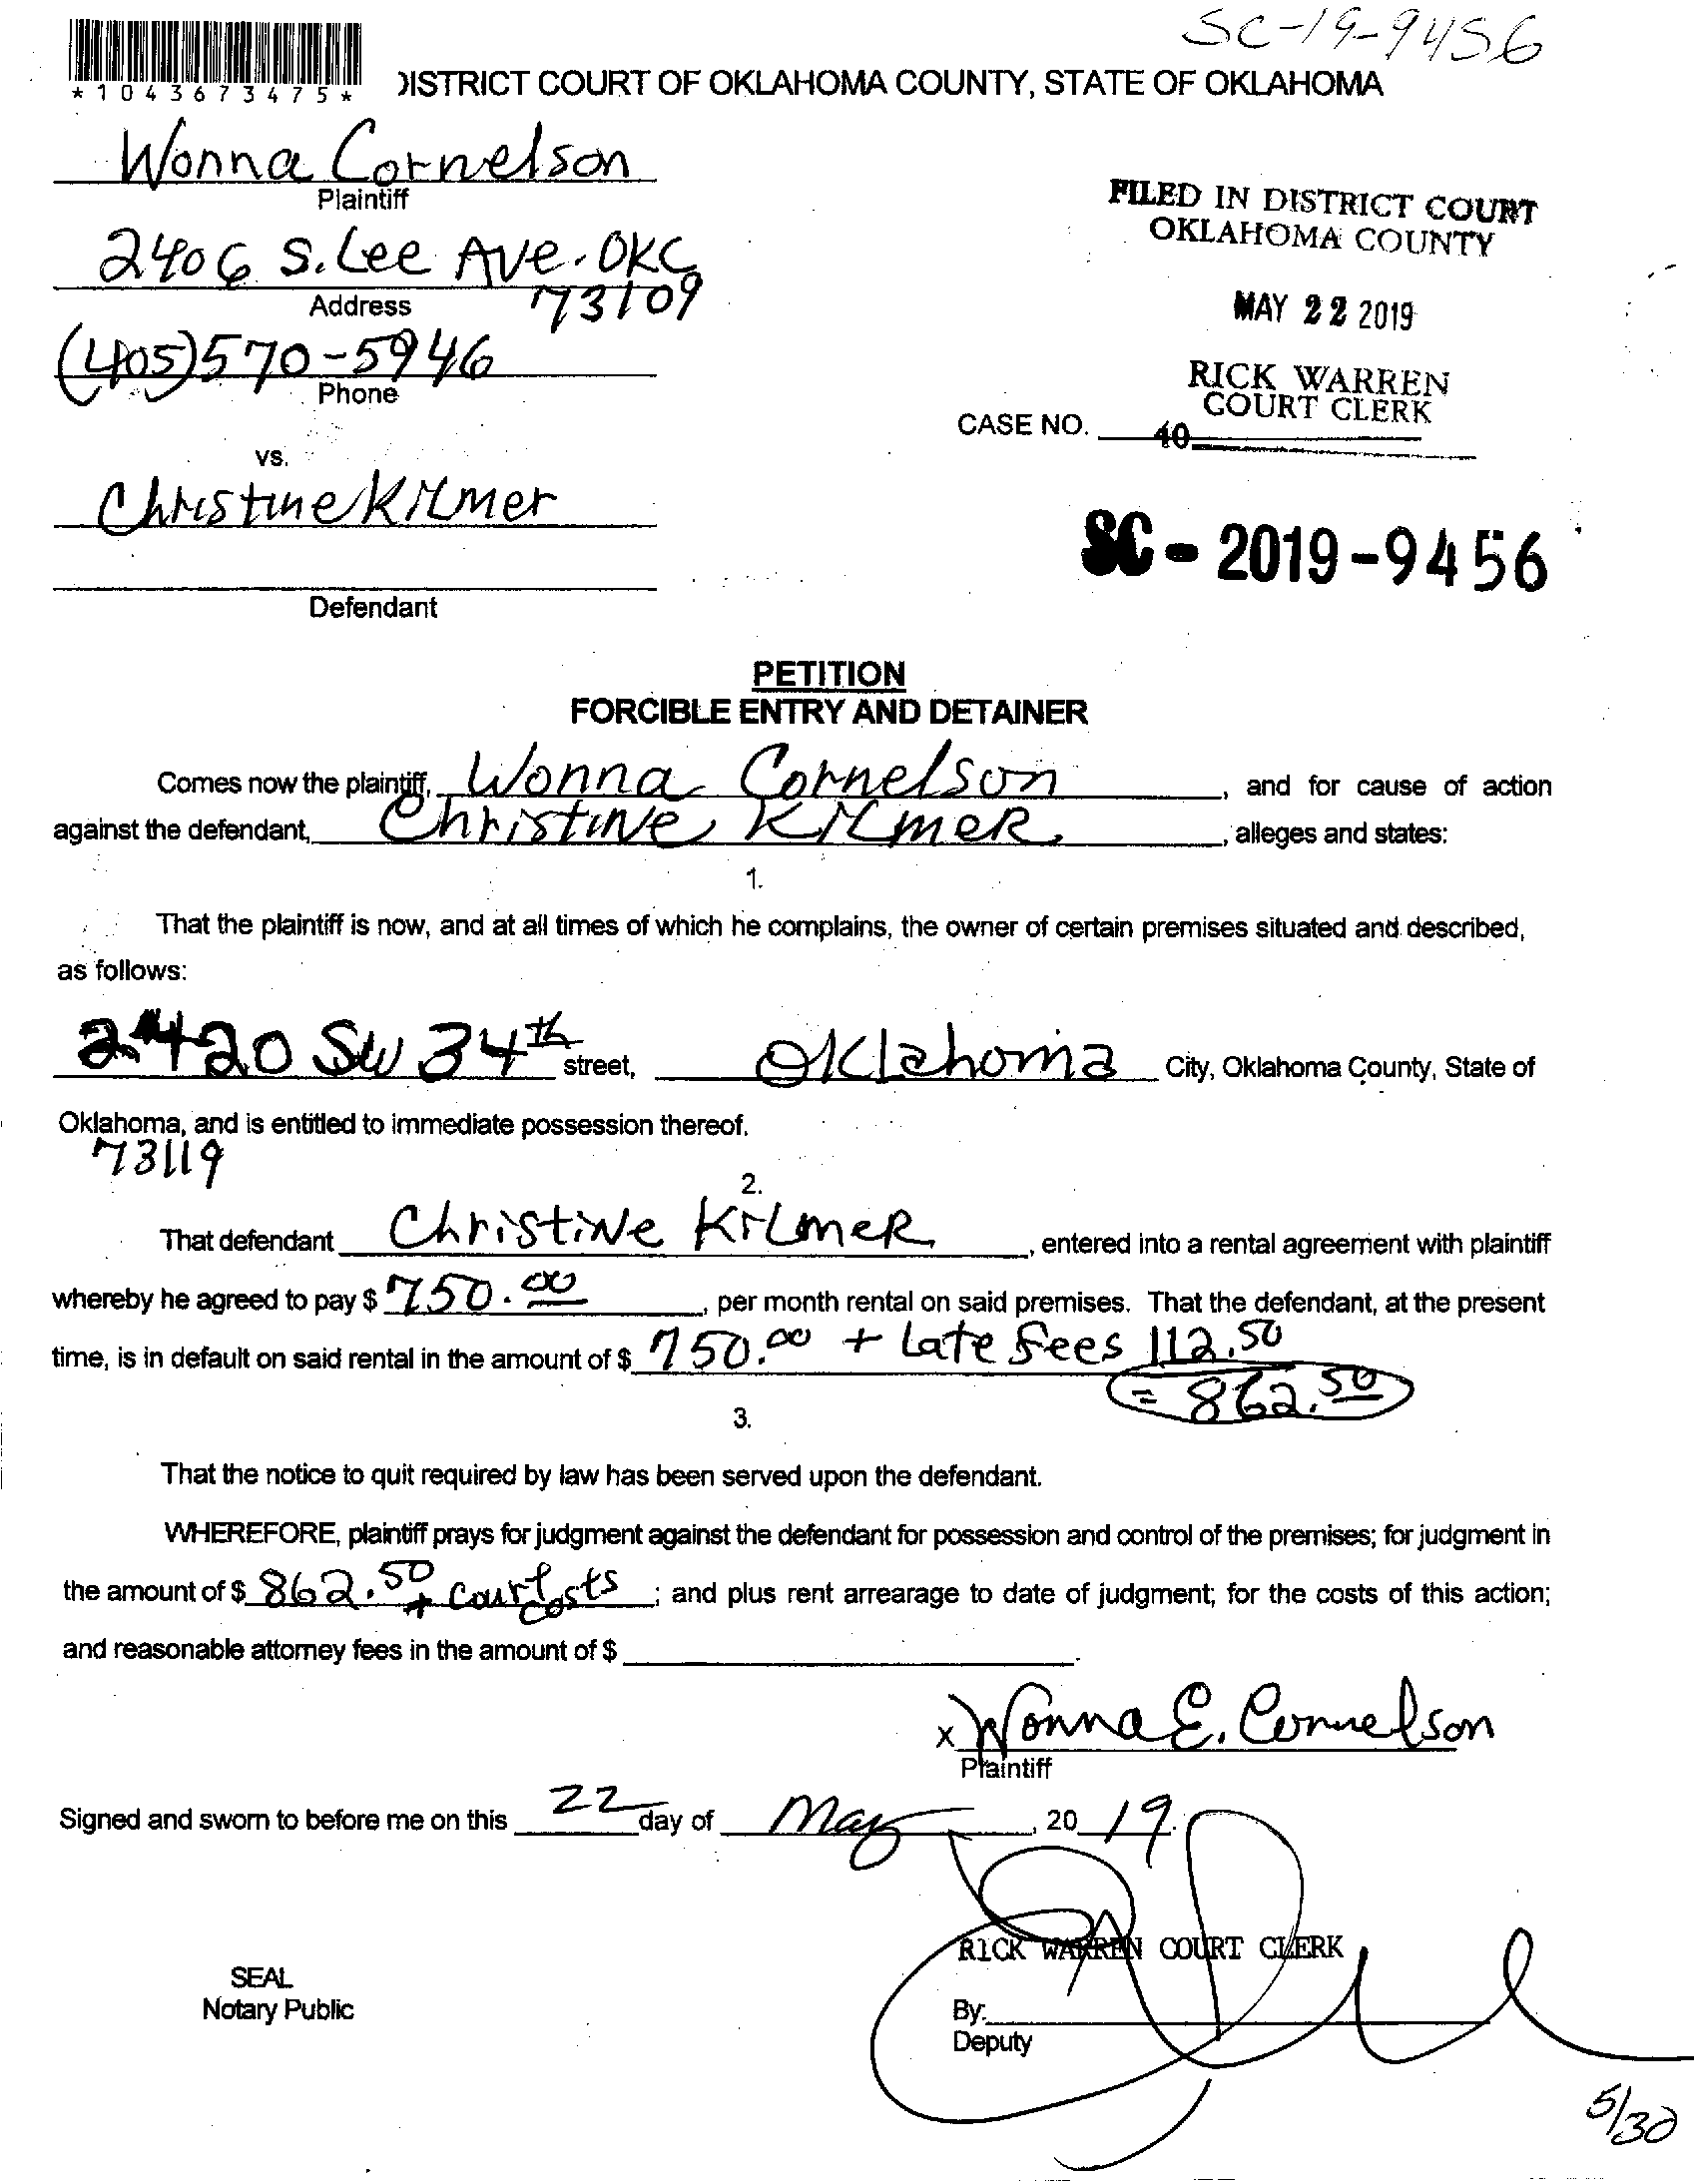 SC-19-9456
*1043673475*
DISTRICT COURT OF OKLAHOMA COUNTY, STATE OF OKLAHOMA
Wonna Cornelson
Plaintiff
2406 S. Lee Ave. OKC
Address 73109
(405)570-5946
Phone
FILED IN DISTRICT COURT
OKLAHOMA COUNTY
MAY 22 2019
RICK WARREN
COURT CLERK
CASE NO.
40
vs.
Christine Kilmer
Defendant
SC-2019-9456
PETITION
FORCIBLE ENTRY AND DETAINER
Comes now the plaintiff, Wonna Cornelson, and for cause of action
against the defendant, Christine Kilmer, alleges and states:
1.
That the plaintiff is now, and at all times of which he complains, the owner of certain premises situated and described,
as follows:
2420 SW 34th street, Oklahoma City, Oklahoma County, State of
Oklahoma, and is entitled to immediate possession thereof.
73119
2.
That defendant Christine Kilmer, entered into a rental agreement with plaintiff
whereby he agreed to pay $ 750.00, per month rental on said premises. That the defendant, at the present
time, is in default on said rental in the amount of $ 750.00 + Late fees 112.50
= 862.50
3.
That the notice to quit required by law has been served upon the defendant.
WHEREFORE, plaintiff prays for judgment against the defendant for possession and control of the premises; for judgment in
the amount of $ 862.50 + Court costs; and plus rent arrearage to date of judgment; for the costs of this action;
and reasonable attorney fees in the amount of $
x Wonna E. Cornelson
Plaintiff
Signed and sworn to before me on this 22 day of May, 2019.
RICK WARREN COURT CLERK
SEAL
Notary Public
By:
Deputy
5/30